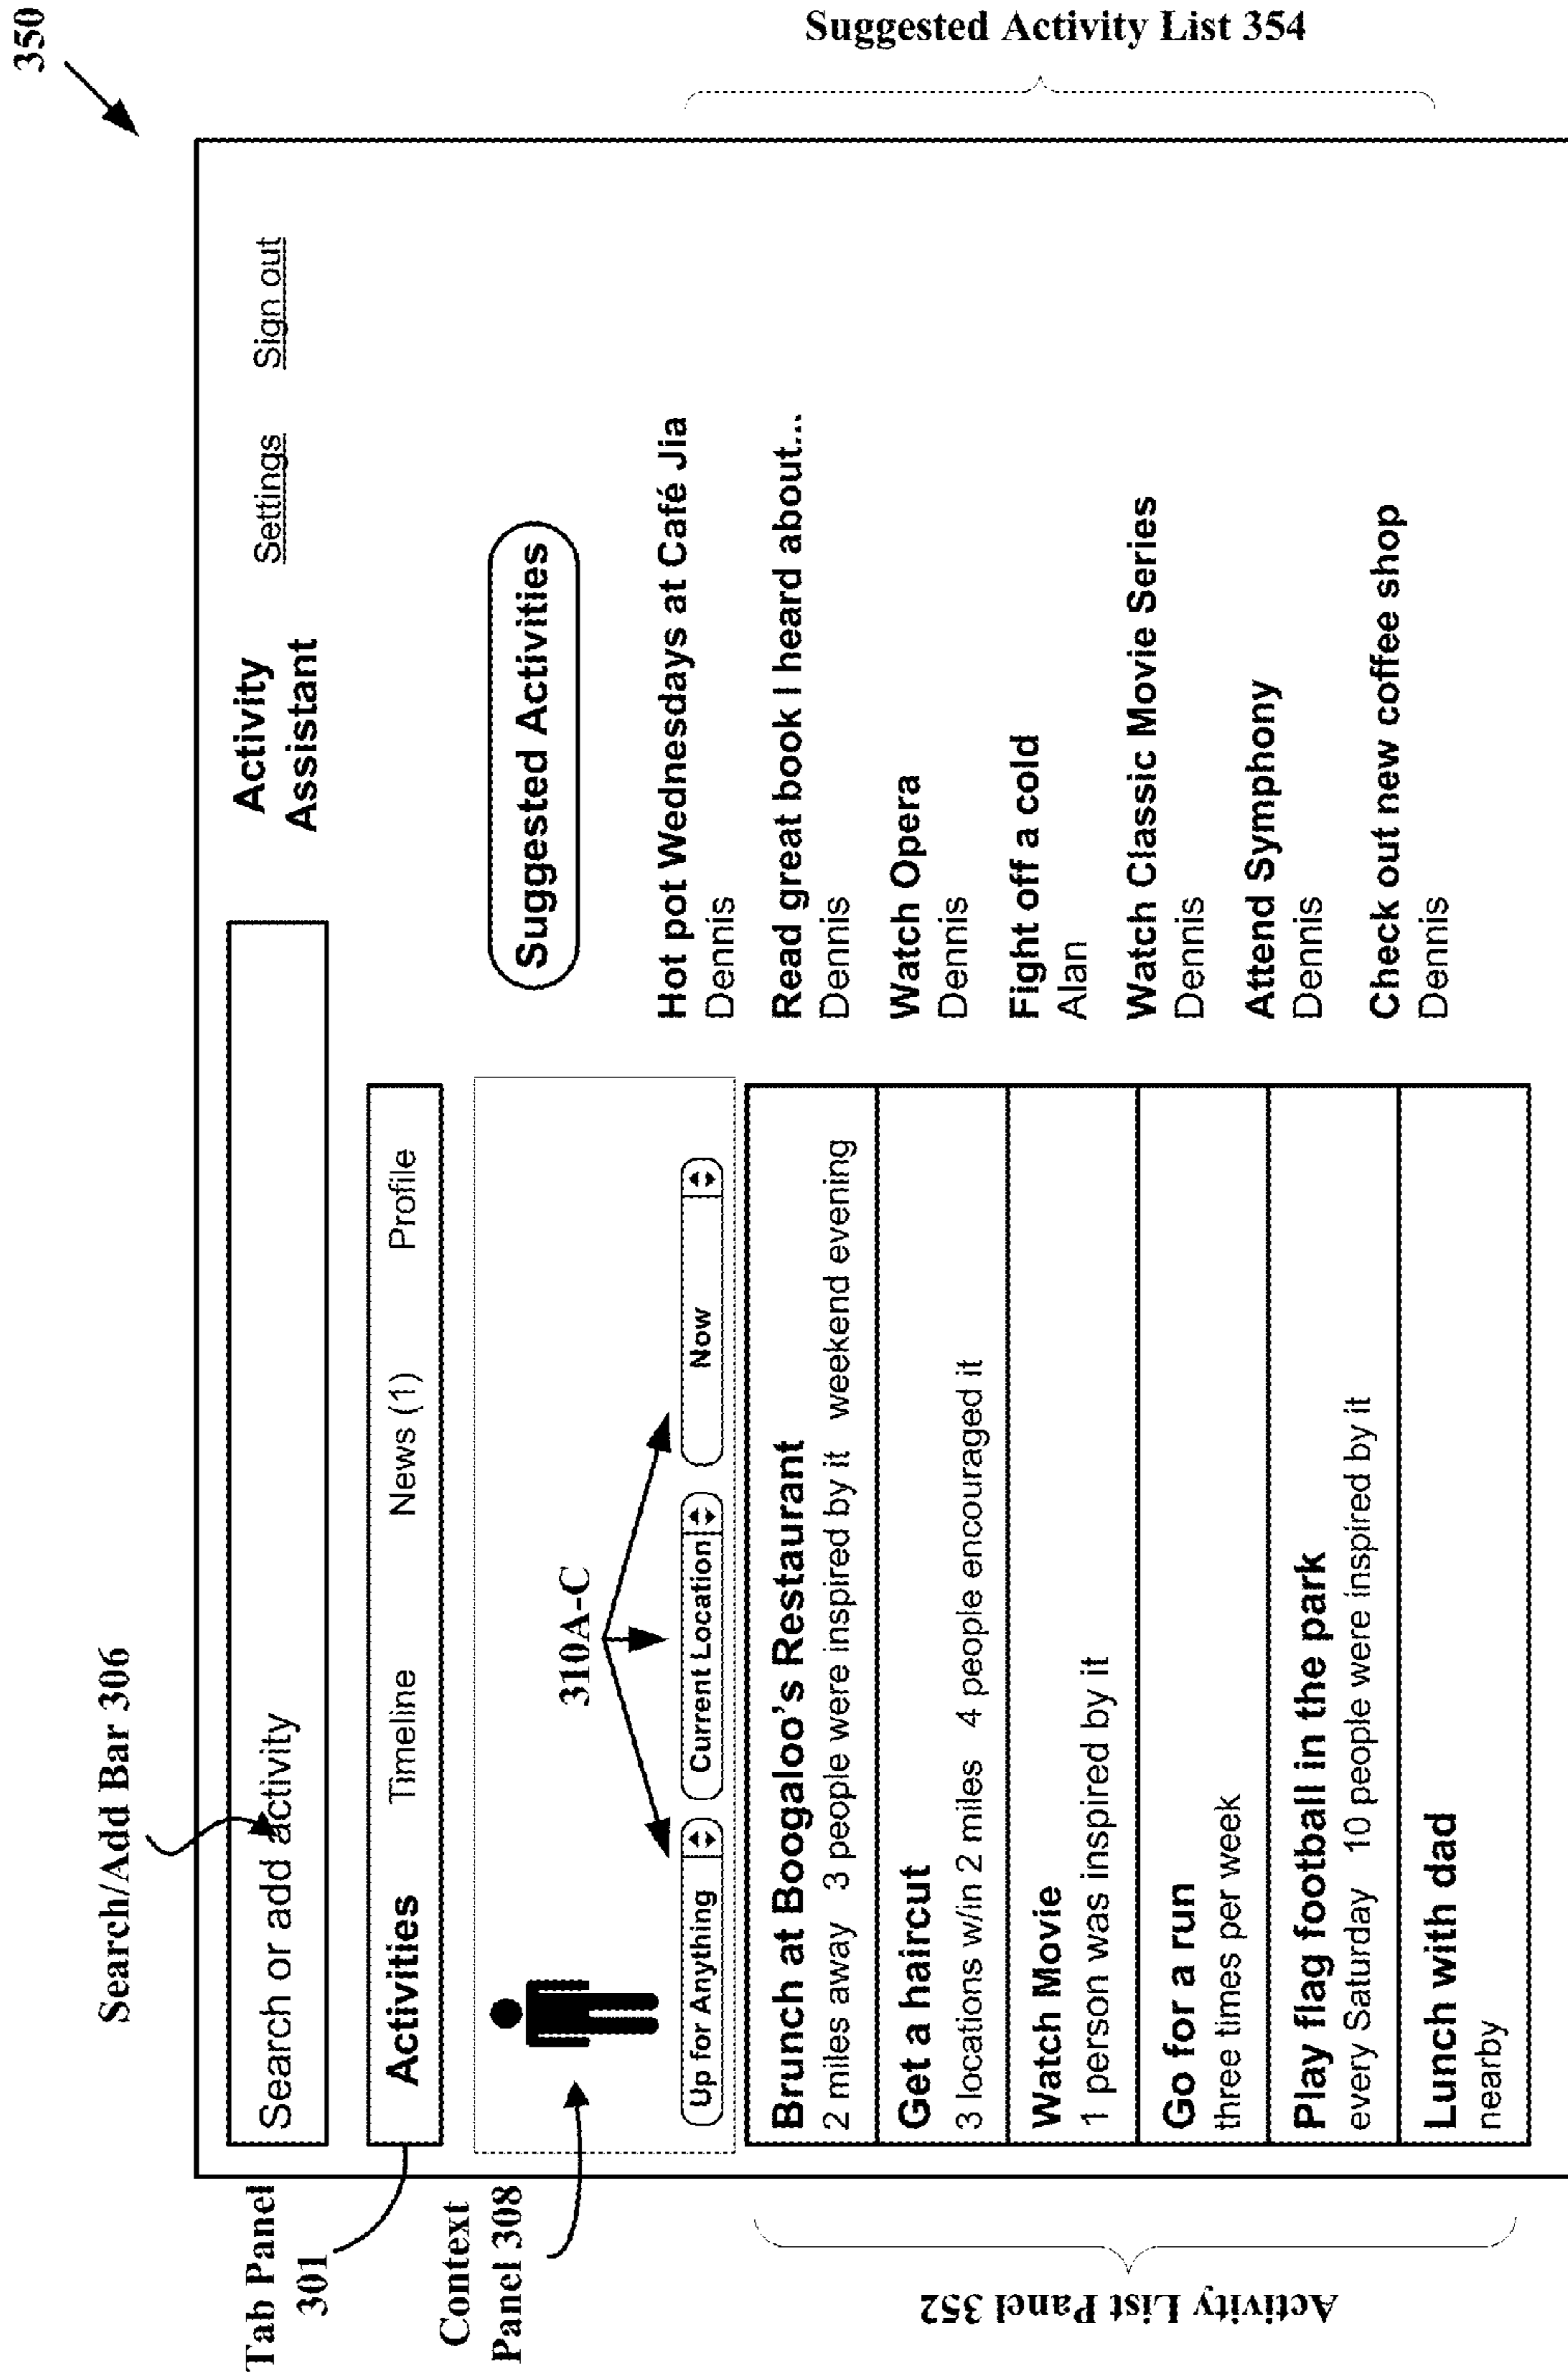 350
Search/Add Bar 306
Search or add activity
Activity
Assistant
Settings
Sign out
Tab Panel
301
Activities
Timeline
News (1)
Profile
Context
Panel 308
310A-C
Up for Anything
Current Location
Now
Activity List Panel 352
Brunch at Boogaloo's Restaurant
2 miles away 3 people were inspired by it weekend evening
Get a haircut
3 locations w/in 2 miles 4 people encouraged it
Watch Movie
1 person was inspired by it
Go for a run
three times per week
Play flag football in the park
every Saturday 10 people were inspired by it
Lunch with dad
nearby
Suggested Activities
Hot pot Wednesdays at Café Jia
Dennis
Read great book I heard about...
Dennis
Watch Opera
Dennis
Fight off a cold
Alan
Watch Classic Movie Series
Dennis
Attend Symphony
Dennis
Check out new coffee shop
Dennis
Suggested Activity List 354